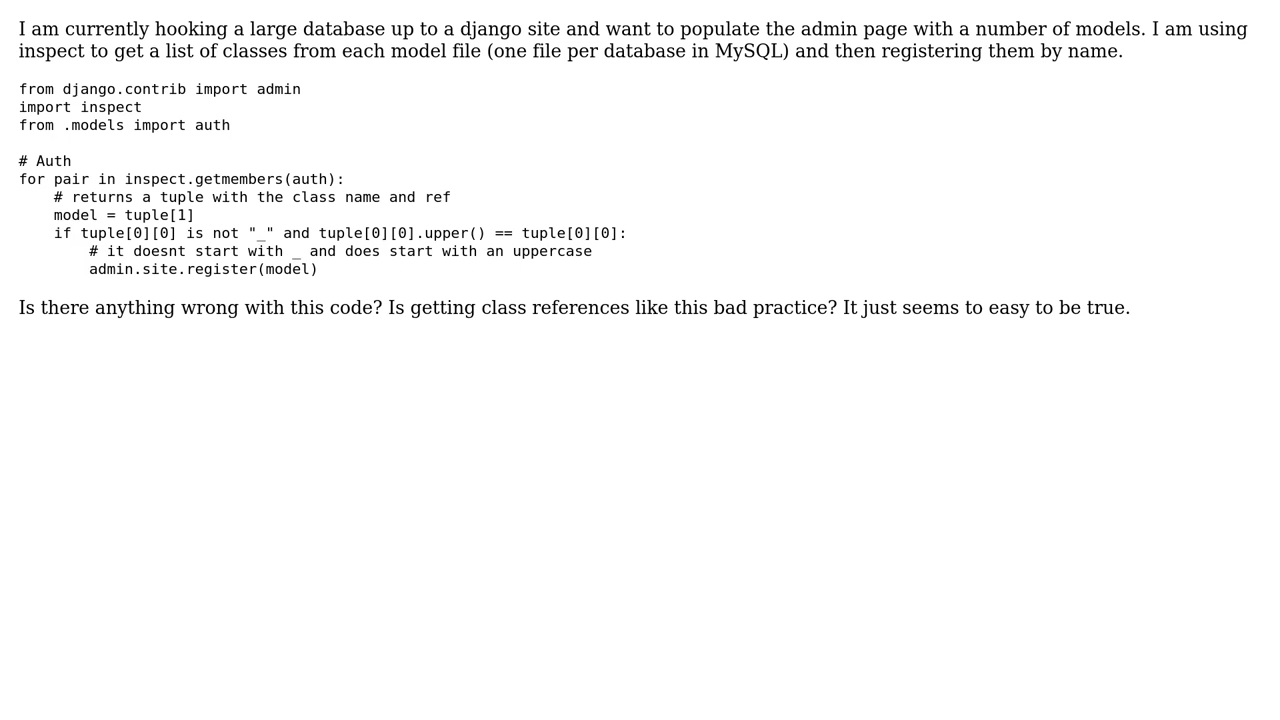 I am currently hooking a large database up to a django site and want to populate the admin page with a number of models. I am using
inspect to get a list of classes from each model file (one file per database in MySQL) and then registering them by name.
from django.contrib import admin
import inspect
from .models import auth
# Auth
for pair in inspect.getmembers(auth):
    # returns a tuple with the class name and ref
    model = tuple[1]
    if tuple[0][0] is not "_" and tuple[0][0].upper() == tuple[0][0]:
        # it doesnt start with _ and does start with an uppercase
        admin.site.register(model)
Is there anything wrong with this code? Is getting class references like this bad practice? It just seems to easy to be true.